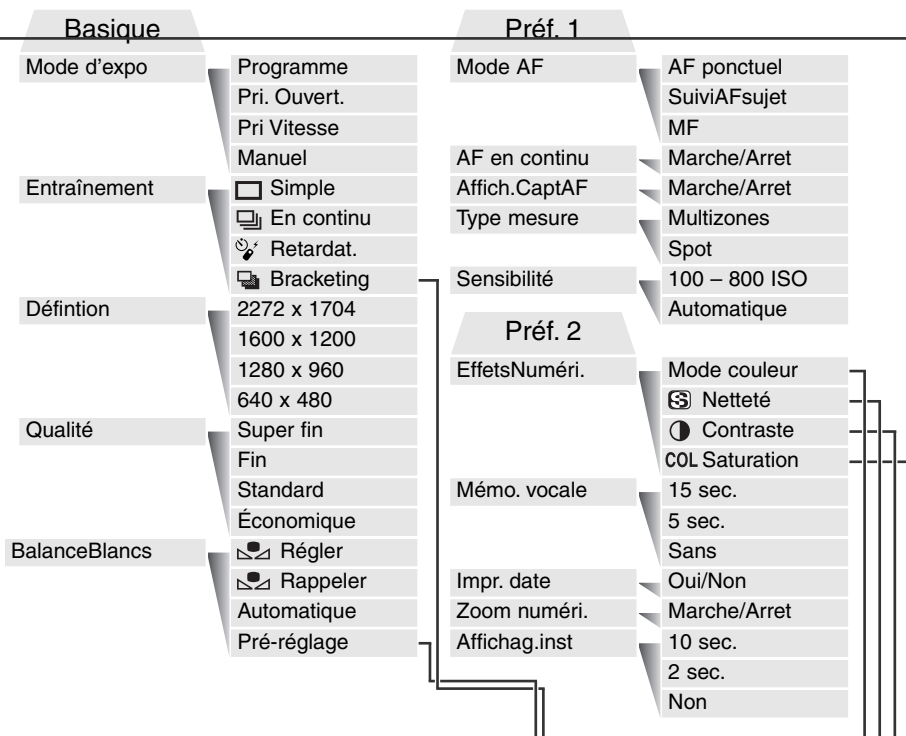 Basique
Mode d'expo
Programme
Pri. Ouvert.
Pri Vitesse
Manuel
Entraînement
Simple
En continu
Retardat.
Bracketing
Défintion
2272 x 1704
1600 x 1200
1280 x 960
640 x 480
Qualité
Super fin
Fin
Standard
Économique
BalanceBlancs
Régler
Rappeler
Automatique
Pré-réglage
Préf. 1
Mode AF
AF ponctuel
SuiviAFsujet
MF
AF en continu
Marche/Arret
Affich.CaptAF
Marche/Arret
Type mesure
Multizones
Spot
Sensibilité
100 – 800 ISO
Automatique
Préf. 2
EffetsNuméri.
Mode couleur
S Netteté
Contraste
COL Saturation
Mémo. vocale
15 sec.
5 sec.
Sans
Impr. date
Oui/Non
Zoom numéri.
Marche/Arret
Affichag.inst
10 sec.
2 sec.
Non